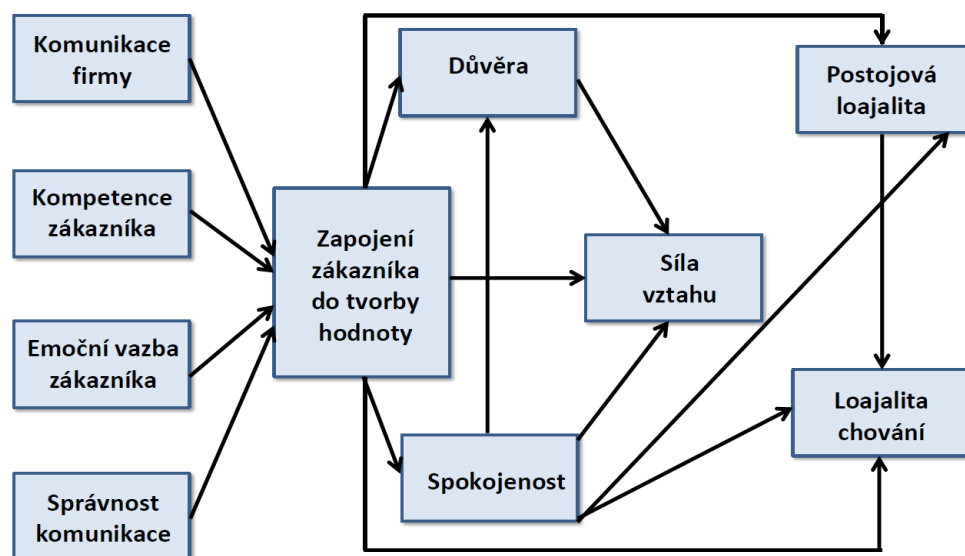 Komunikace
firmy
Kompetence
zákazníka
Emoční vazba
zákazníka
Správnost
komunikace
Zapojení
zákazníka
do tvorby
hodnoty
Důvěra
Spokojenost
Síla
vztahu
Postojová
loajalita
Loajalita
chování